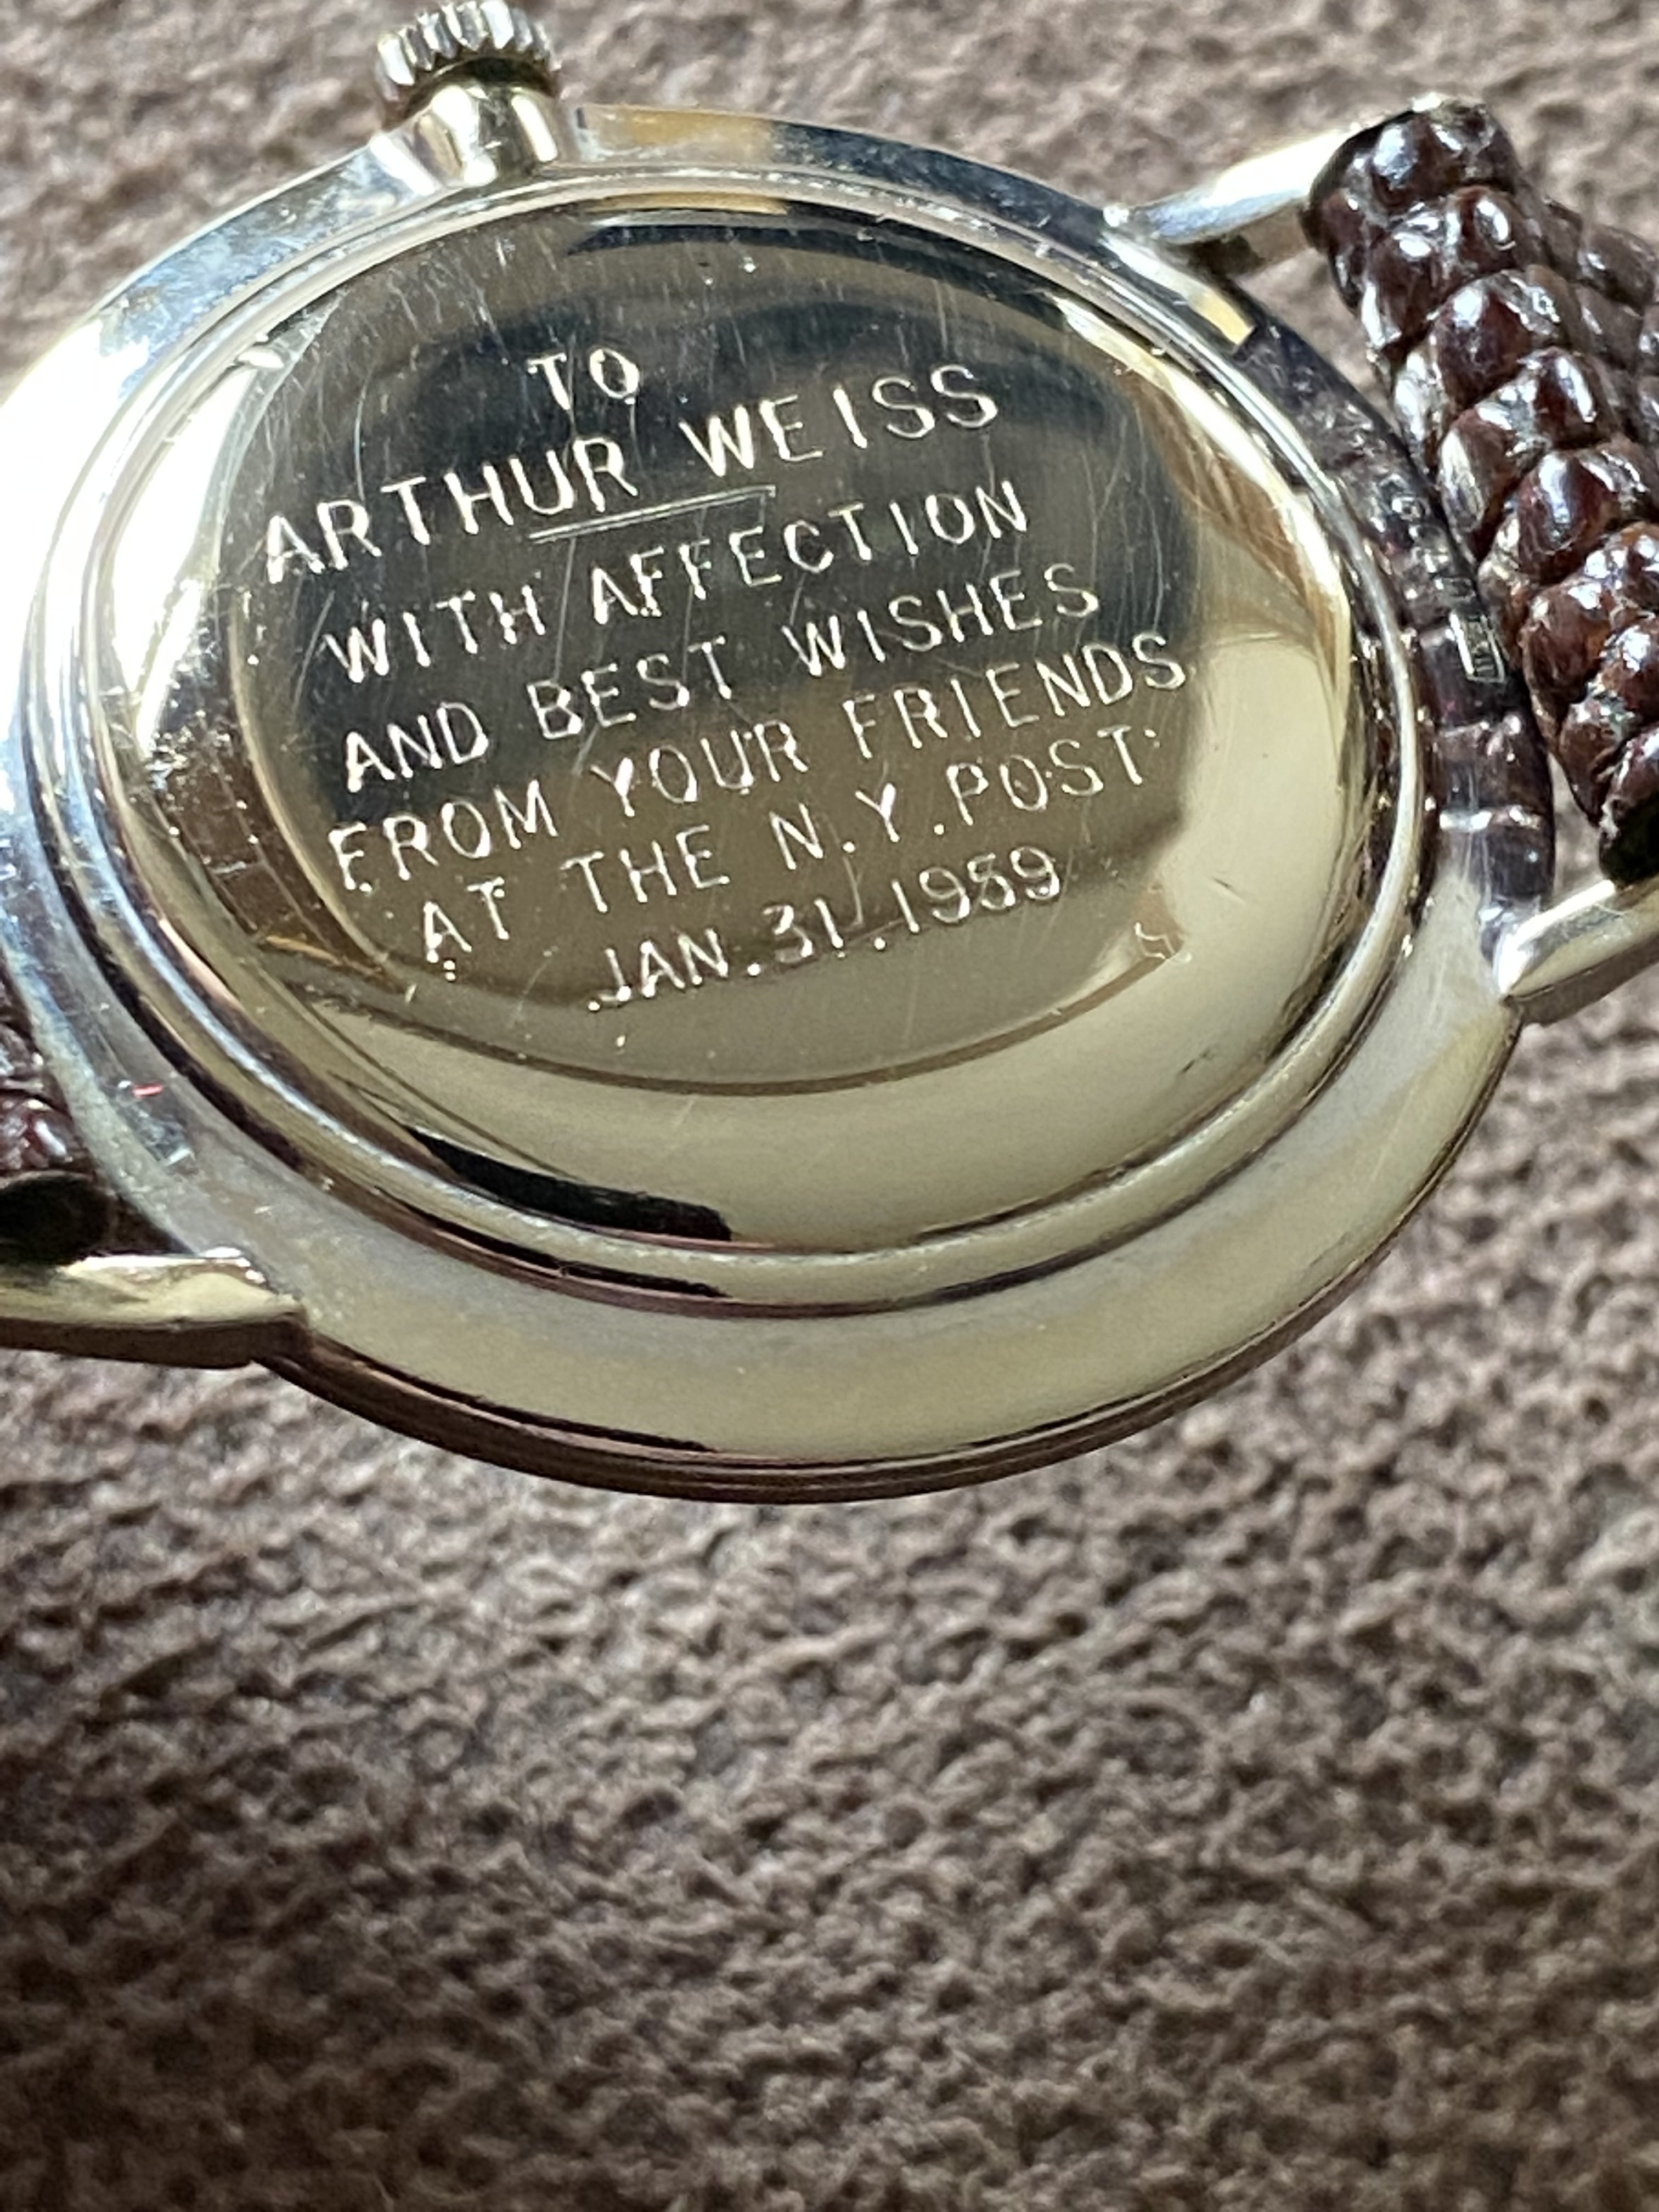 TO
ARTHUR WEISS
WITH AFFECTION
AND BEST WISHES
FROM YOUR FRIENDS
AT THE N.Y. POST
JAN. 31, 1959